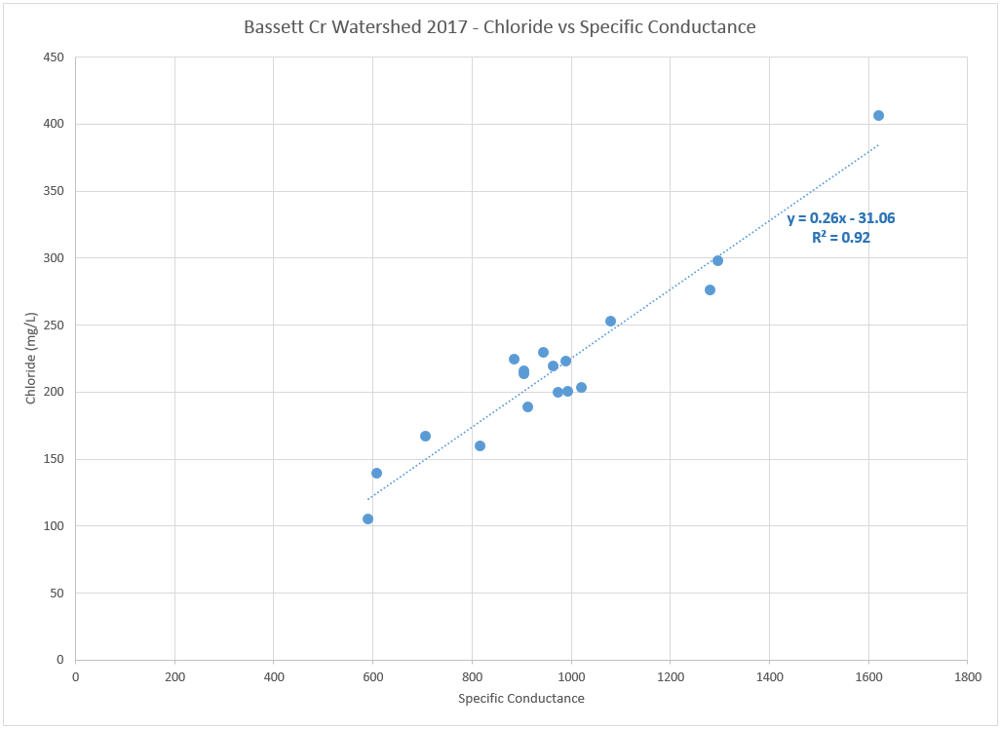 Bassett Cr Watershed 2017 - Chloride vs Specific Conductance
450
400
350
300
250
200
150
100
50
0
Chloride (mg/L)
y = 0.26x - 31.06
R² = 0.92
0 200 400 600 800 1000 1200 1400 1600 1800
Specific Conductance